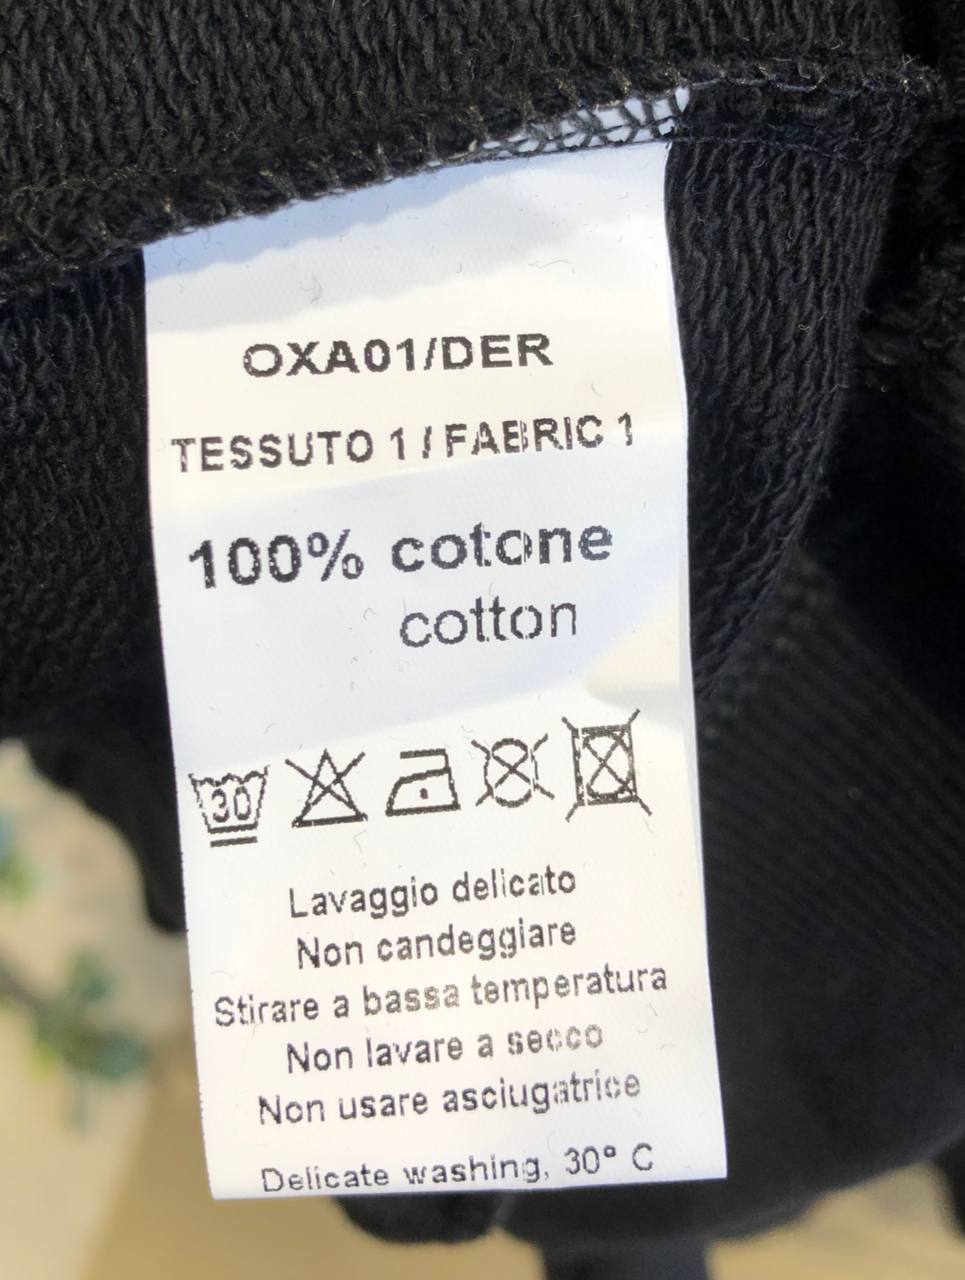 OXA01/DER
TESSUTO 1 / FABRIC 1
100% cotone
cotton
30
Lavaggio delicato
Non candeggiare
Stirare a bassa temperatura
Non lavare a secco
Non usare asciugatrice
Delicate washing, 30° C